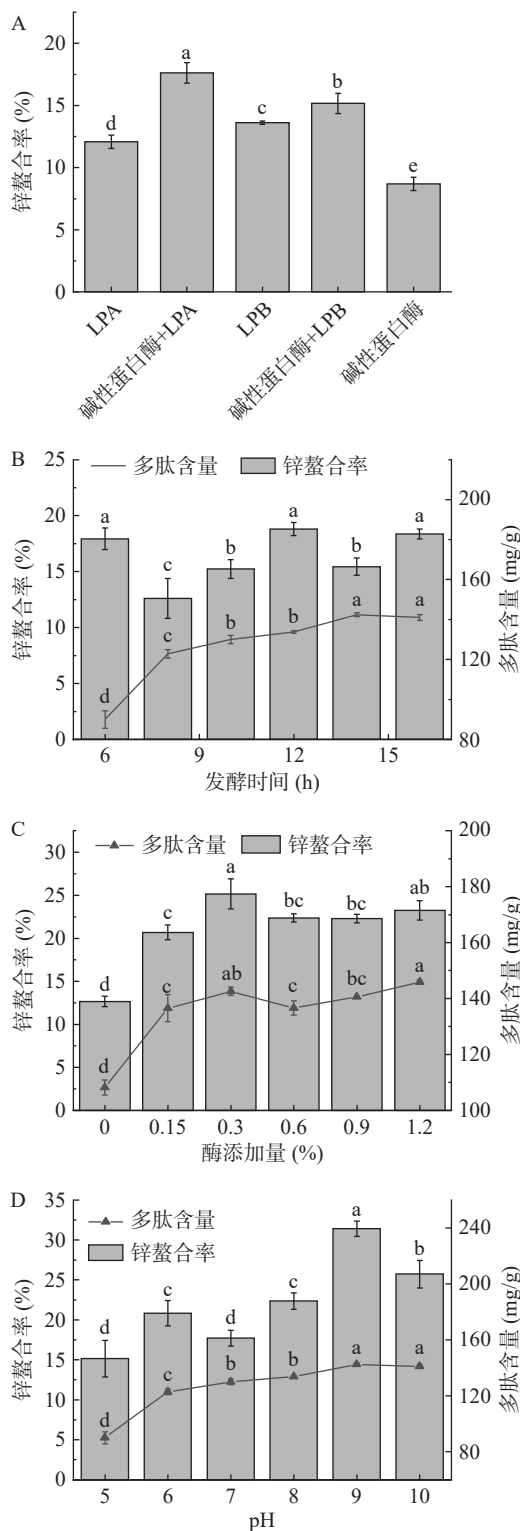 A
20
15
10
5
0
锌螯合率 (%)
d
a
c
b
e
LPA
碱性蛋白酶+LPA
LPB
碱性蛋白酶+LPB
碱性蛋白酶
B
多肽含量 锌螯合率
25
20
15
10
5
0
锌螯合率 (%)
a
c
b
a
b
a
d
c
b
b
a
a
200
160
120
80
多肽含量 (mg/g)
6 9 12 15
发酵时间 (h)
C
多肽含量 锌螯合率
30
25
20
15
10
5
0
锌螯合率 (%)
d
c
a
bc
bc
ab
d
c
ab
c
bc
a
200
180
160
140
120
100
多肽含量 (mg/g)
0 0.15 0.3 0.6 0.9 1.2
酶添加量 (%)
D
多肽含量
锌螯合率
35
30
25
20
15
10
5
0
锌螯合率 (%)
d
c
d
c
a
b
d
c
b
b
a
a
240
200
160
120
80
多肽含量 (mg/g)
5 6 7 8 9 10
pH